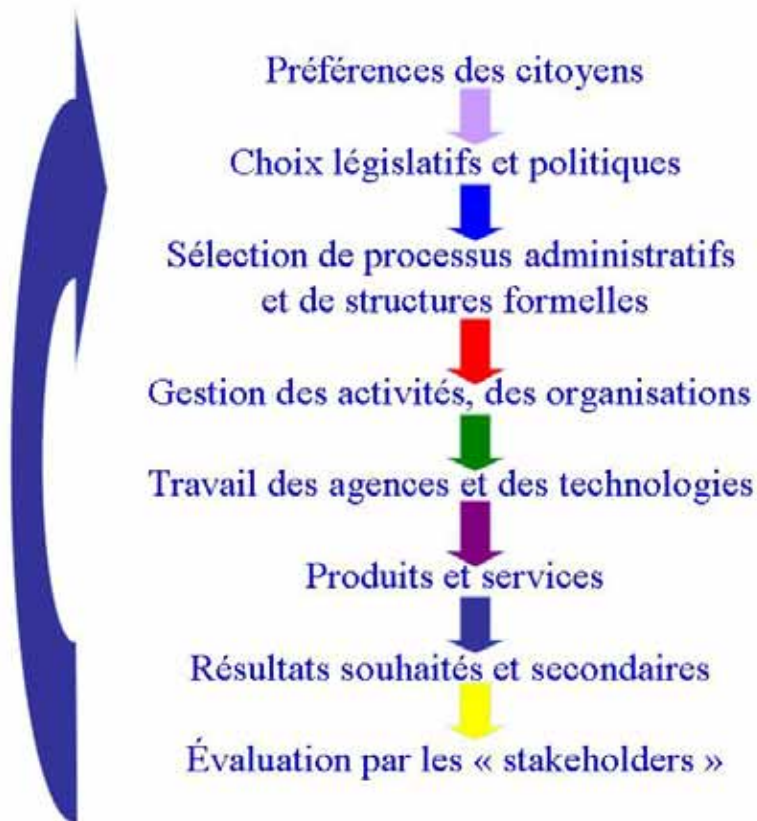 Préférences des citoyens
Choix législatifs et politiques
Sélection de processus administratifs
et de structures formelles
Gestion des activités, des organisations
Travail des agences et des technologies
Produits et services
Résultats souhaités et secondaires
Évaluation par les « stakeholders »